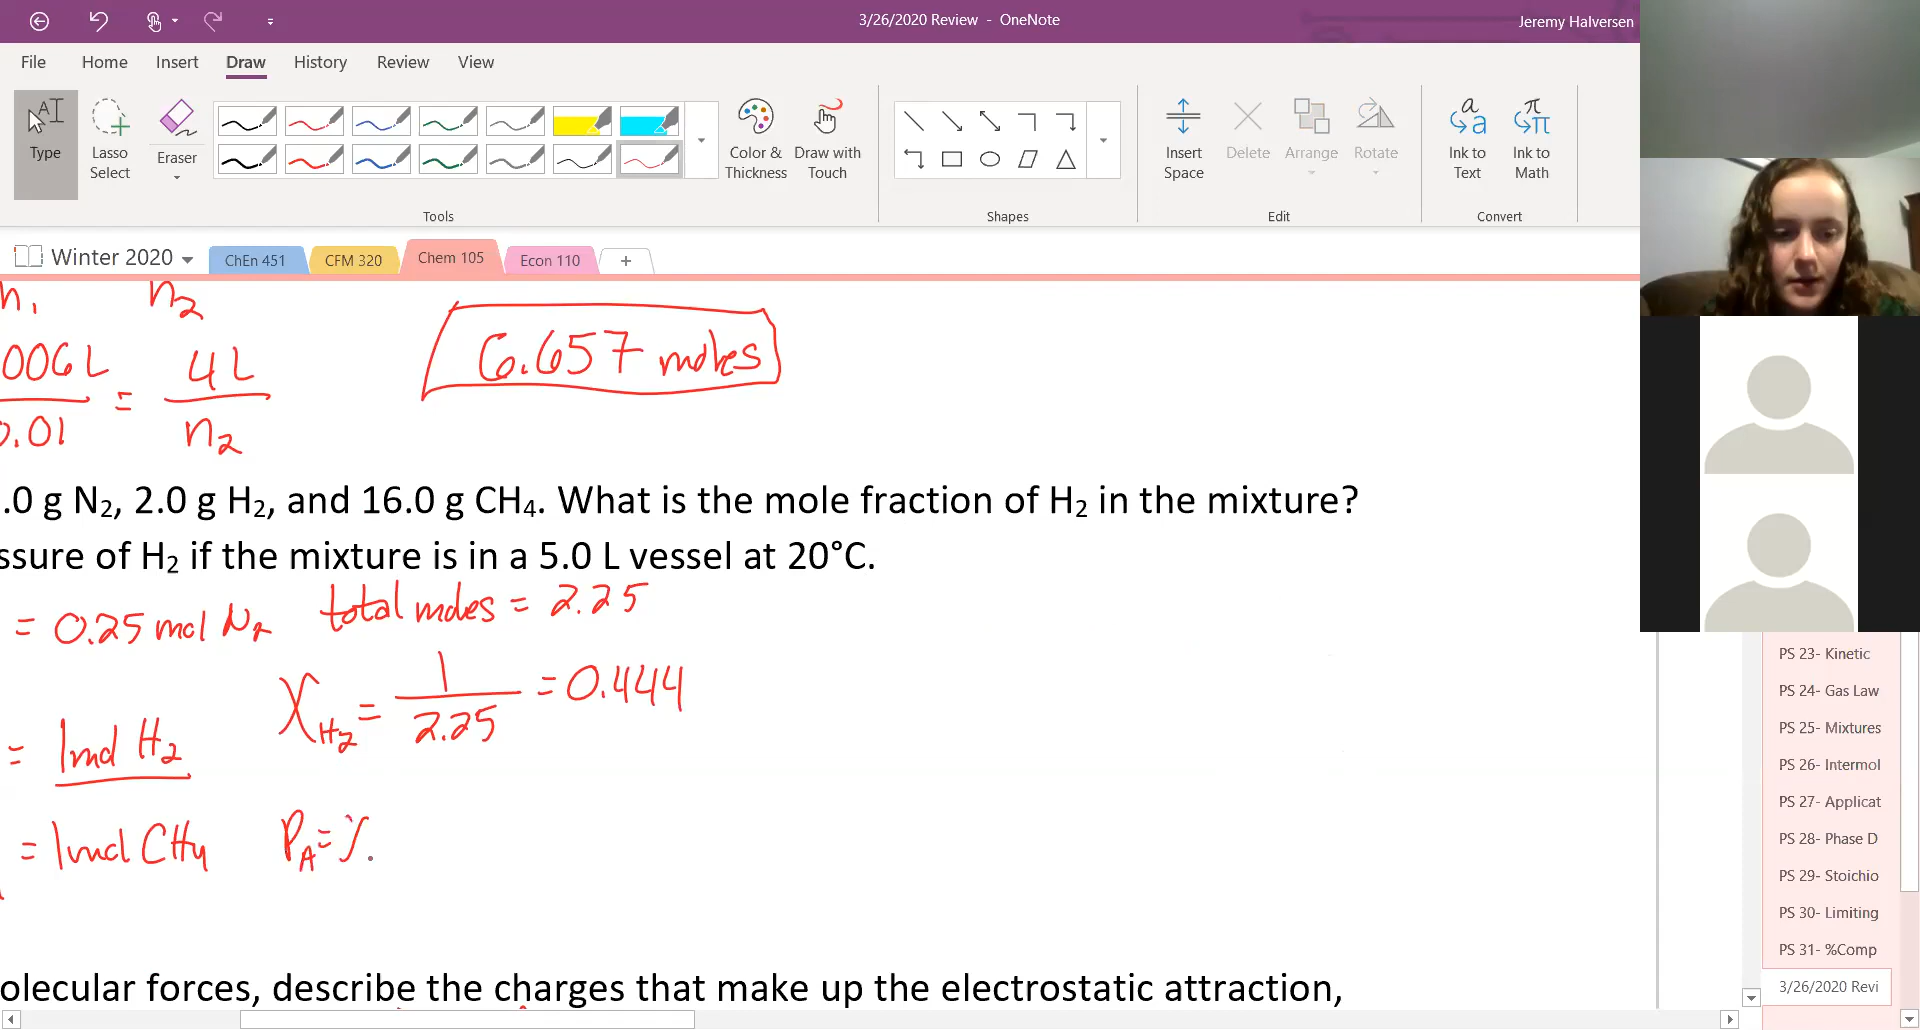 3/26/2020 Review - OneNote
Jeremy Halversen
File Home Insert Draw History Review View
Type
Lasso Select
Eraser
Color & Thickness
Draw with Touch
Insert Space
Delete
Arrange
Rotate
Ink to Text
Ink to Math
Tools
Shapes
Edit
Convert
Winter 2020
ChEn 451
CFM 320
Chem 105
Econ 110
n₁ n₂
006 L / 0.01 = 4 L / n₂
6.657 moles
.0 g N₂, 2.0 g H₂, and 16.0 g CH₄. What is the mole fraction of H₂ in the mixture?
ssure of H₂ if the mixture is in a 5.0 L vessel at 20°C.
= 0.25 mol N₂
total moles = 2.25
X_H₂ = 1 / 2.25 = 0.444
= 1 mol H₂
= 1 mol CH₄
P_A =
olecular forces, describe the charges that make up the electrostatic attraction,
PS 23- Kinetic
PS 24- Gas Law
PS 25- Mixtures
PS 26- Intermol
PS 27- Applicat
PS 28- Phase D
PS 29- Stoichio
PS 30- Limiting
PS 31- %Comp
3/26/2020 Revi